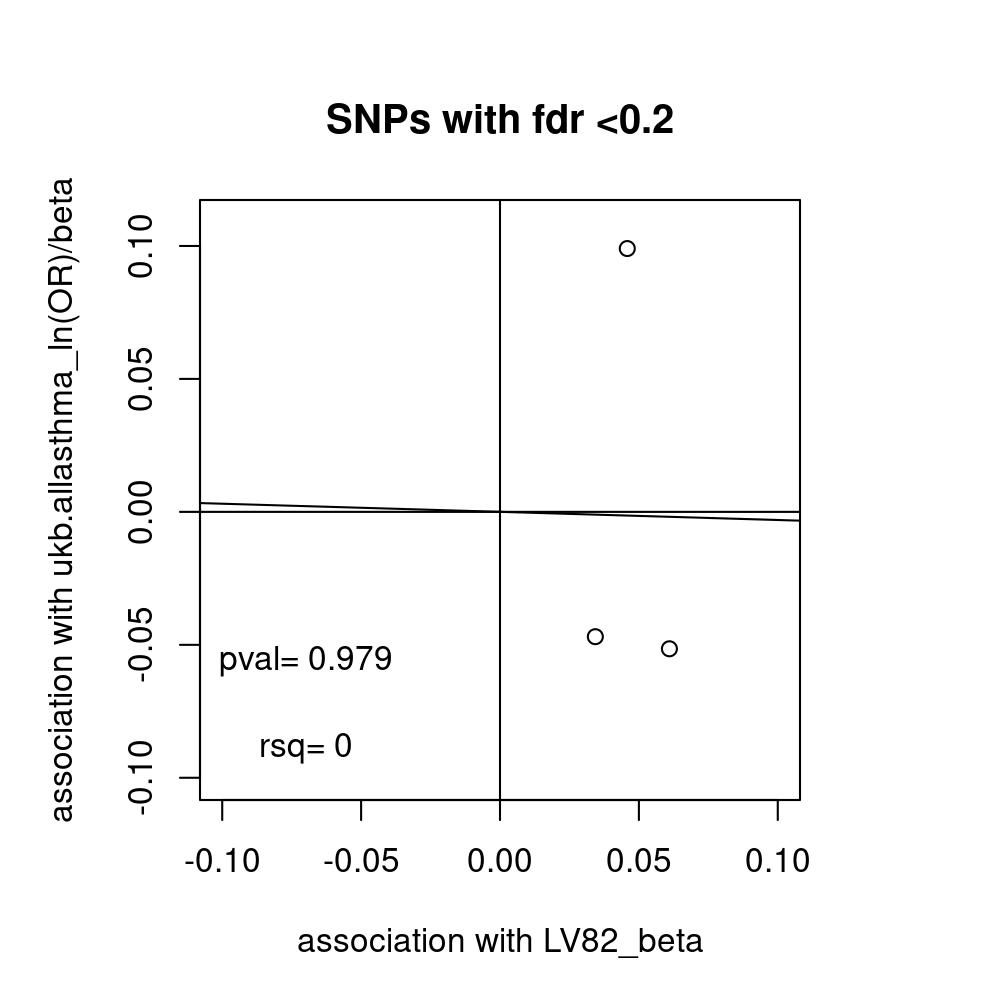 SNPs with fdr <0.2
association with ukb.allasthma_ln(OR)/beta
0.10
0.05
0.00
-0.05
-0.10
pval= 0.979
rsq= 0
-0.10 -0.05 0.00 0.05 0.10
association with LV82_beta